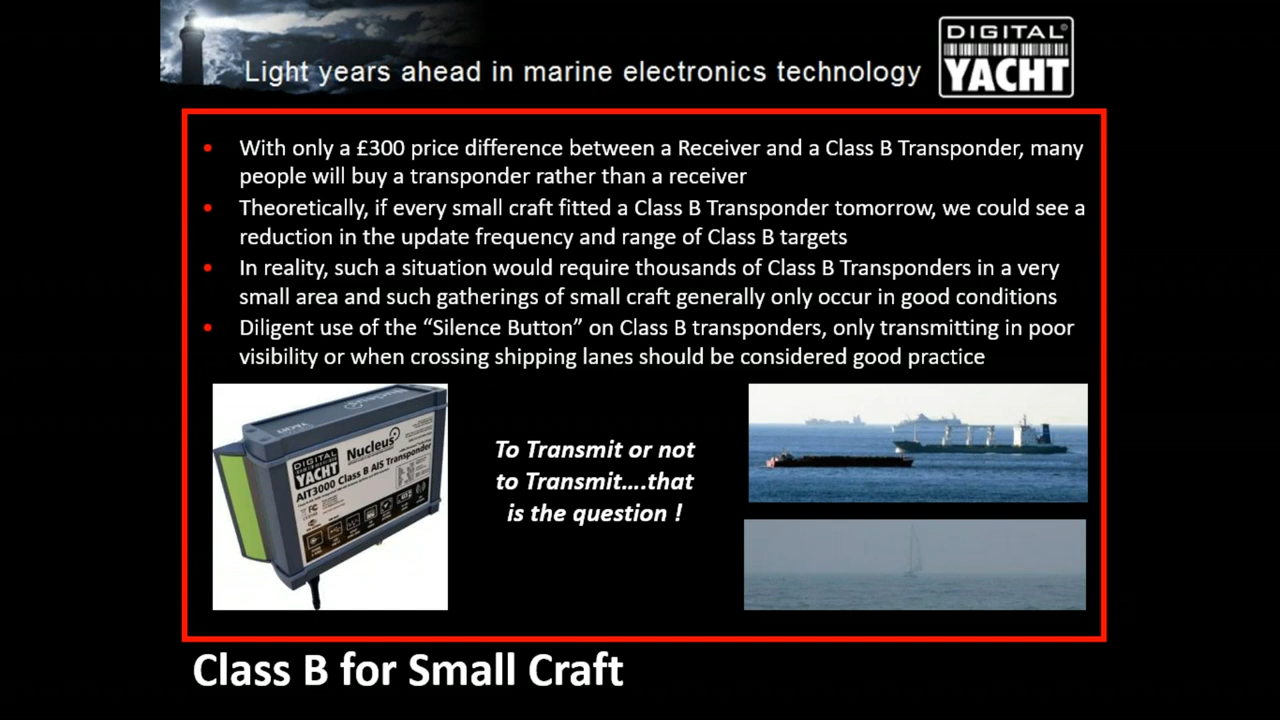 Light years ahead in marine electronics technology
DIGITAL
YACHT
• With only a £300 price difference between a Receiver and a Class B Transponder, many
people will buy a transponder rather than a receiver
• Theoretically, if every small craft fitted a Class B Transponder tomorrow, we could see a
reduction in the update frequency and range of Class B targets
• In reality, such a situation would require thousands of Class B Transponders in a very
small area and such gatherings of small craft generally only occur in good conditions
• Diligent use of the “Silence Button” on Class B transponders, only transmitting in poor
visibility or when crossing shipping lanes should be considered good practice
Nucleus
YACHT
DIGITAL
YACHT
Nucleus
AIT3000 Class B AIS Transponder
FC
To Transmit or not
to Transmit....that
is the question !
Class B for Small Craft